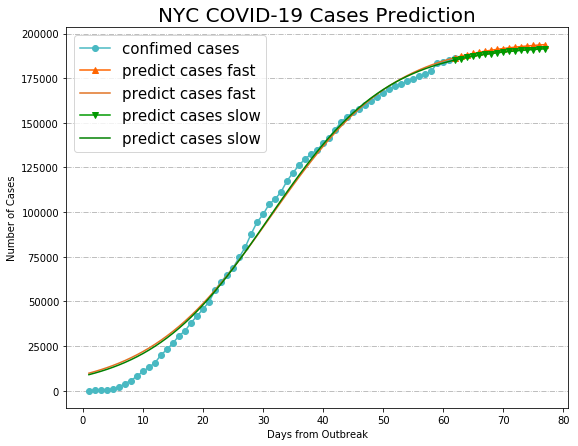 NYC COVID-19 Cases Prediction
200000
175000
150000
125000
100000
75000
50000
25000
0
Number of Cases
confimed cases
predict cases fast
predict cases fast
predict cases slow
predict cases slow
0 10 20 30 40 50 60 70 80
Days from Outbreak